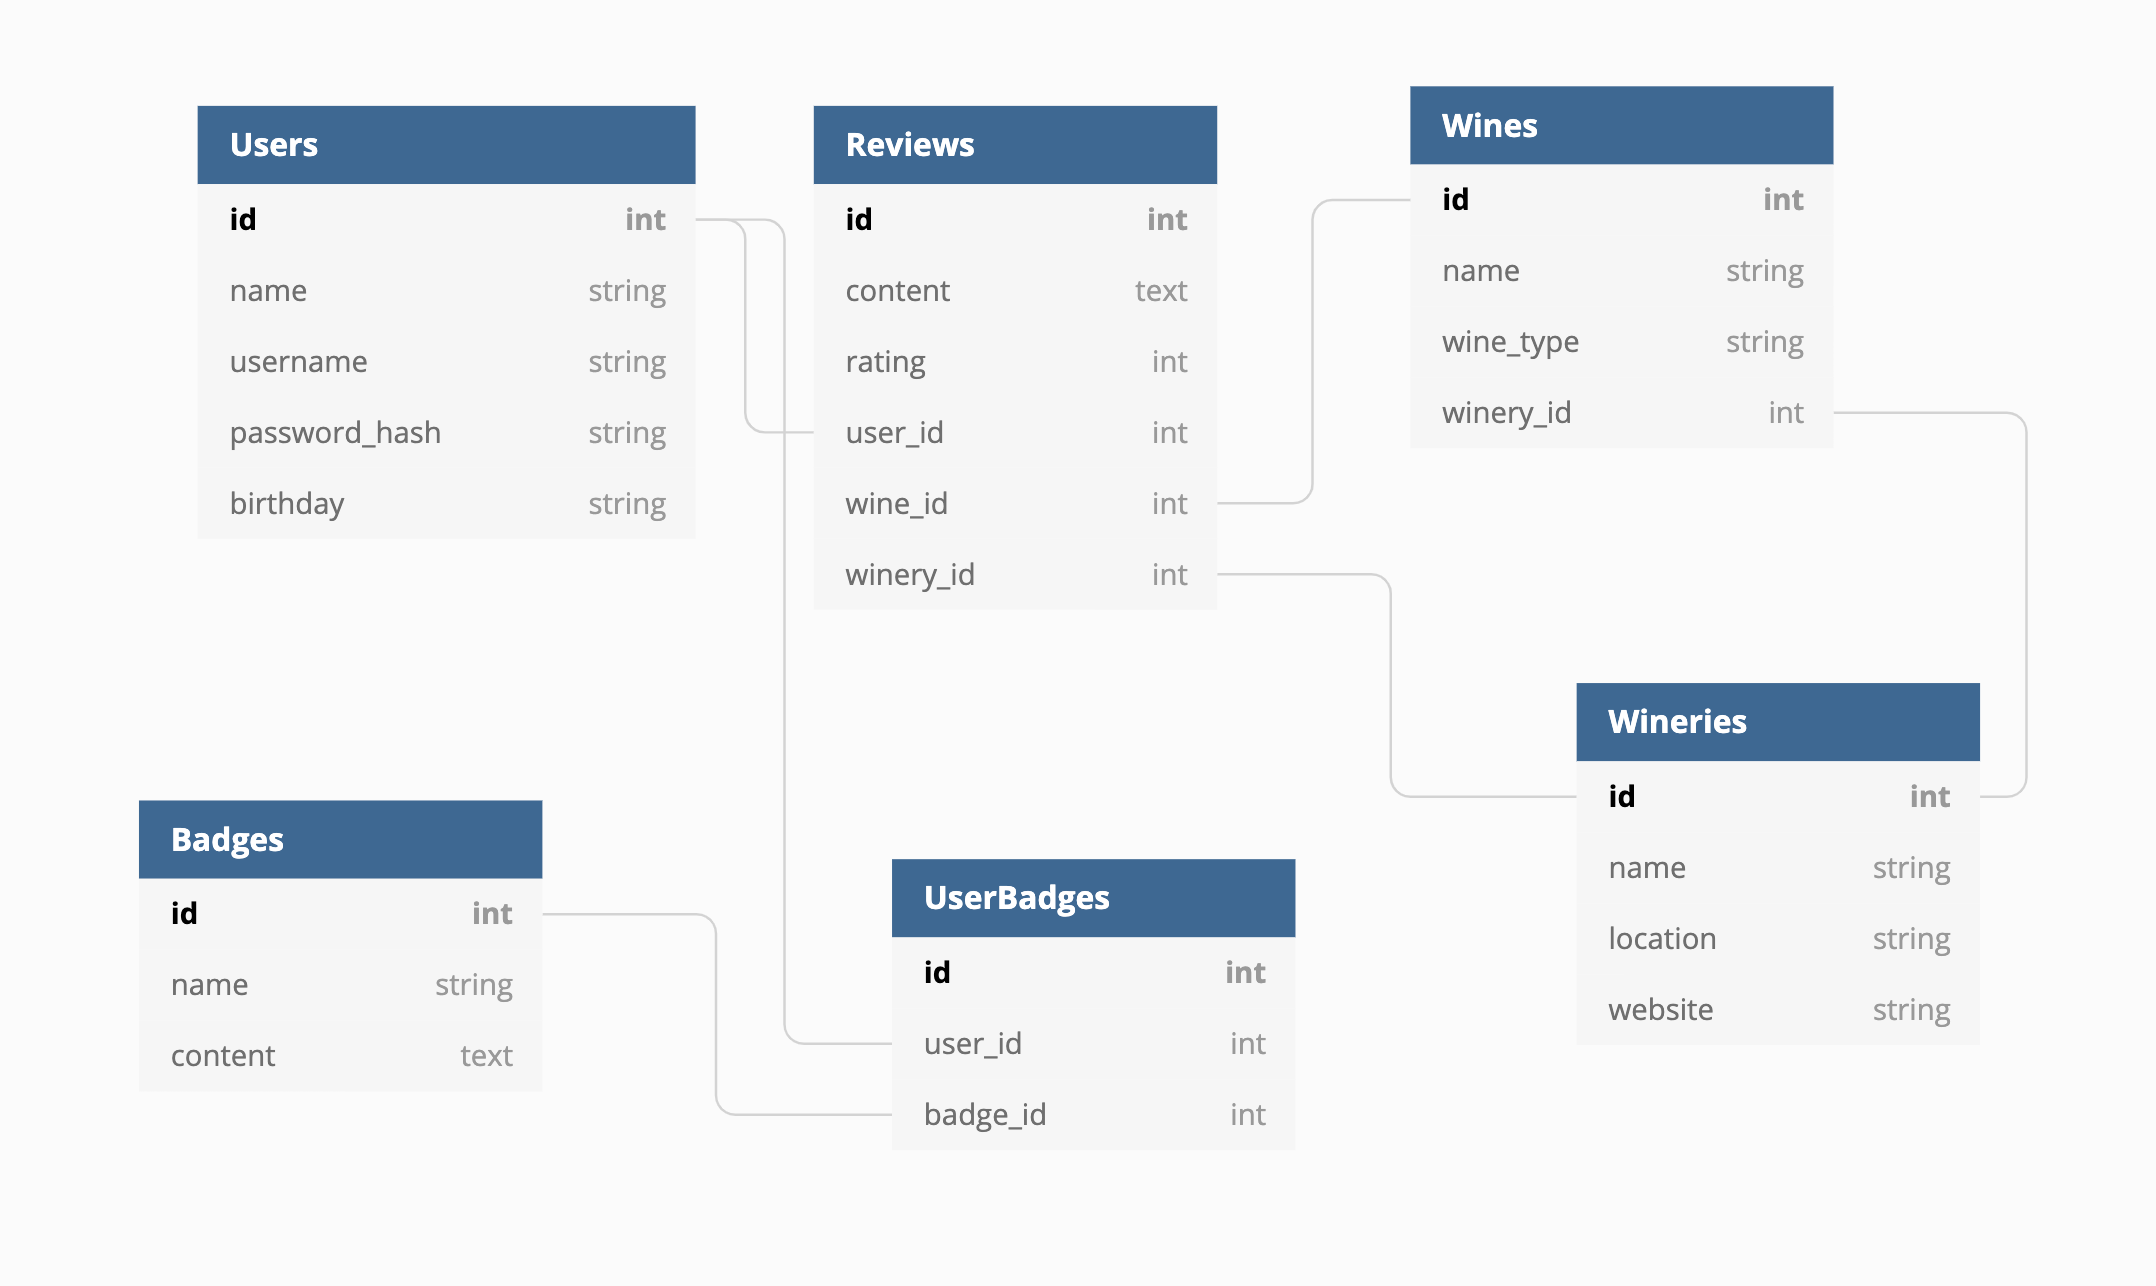 Users
id int
name string
username string
password_hash string
birthday string
Reviews
id int
content text
rating int
user_id int
wine_id int
winery_id int
Wines
id int
name string
wine_type string
winery_id int
Wineries
id int
name string
location string
website string
Badges
id int
name string
content text
UserBadges
id int
user_id int
badge_id int